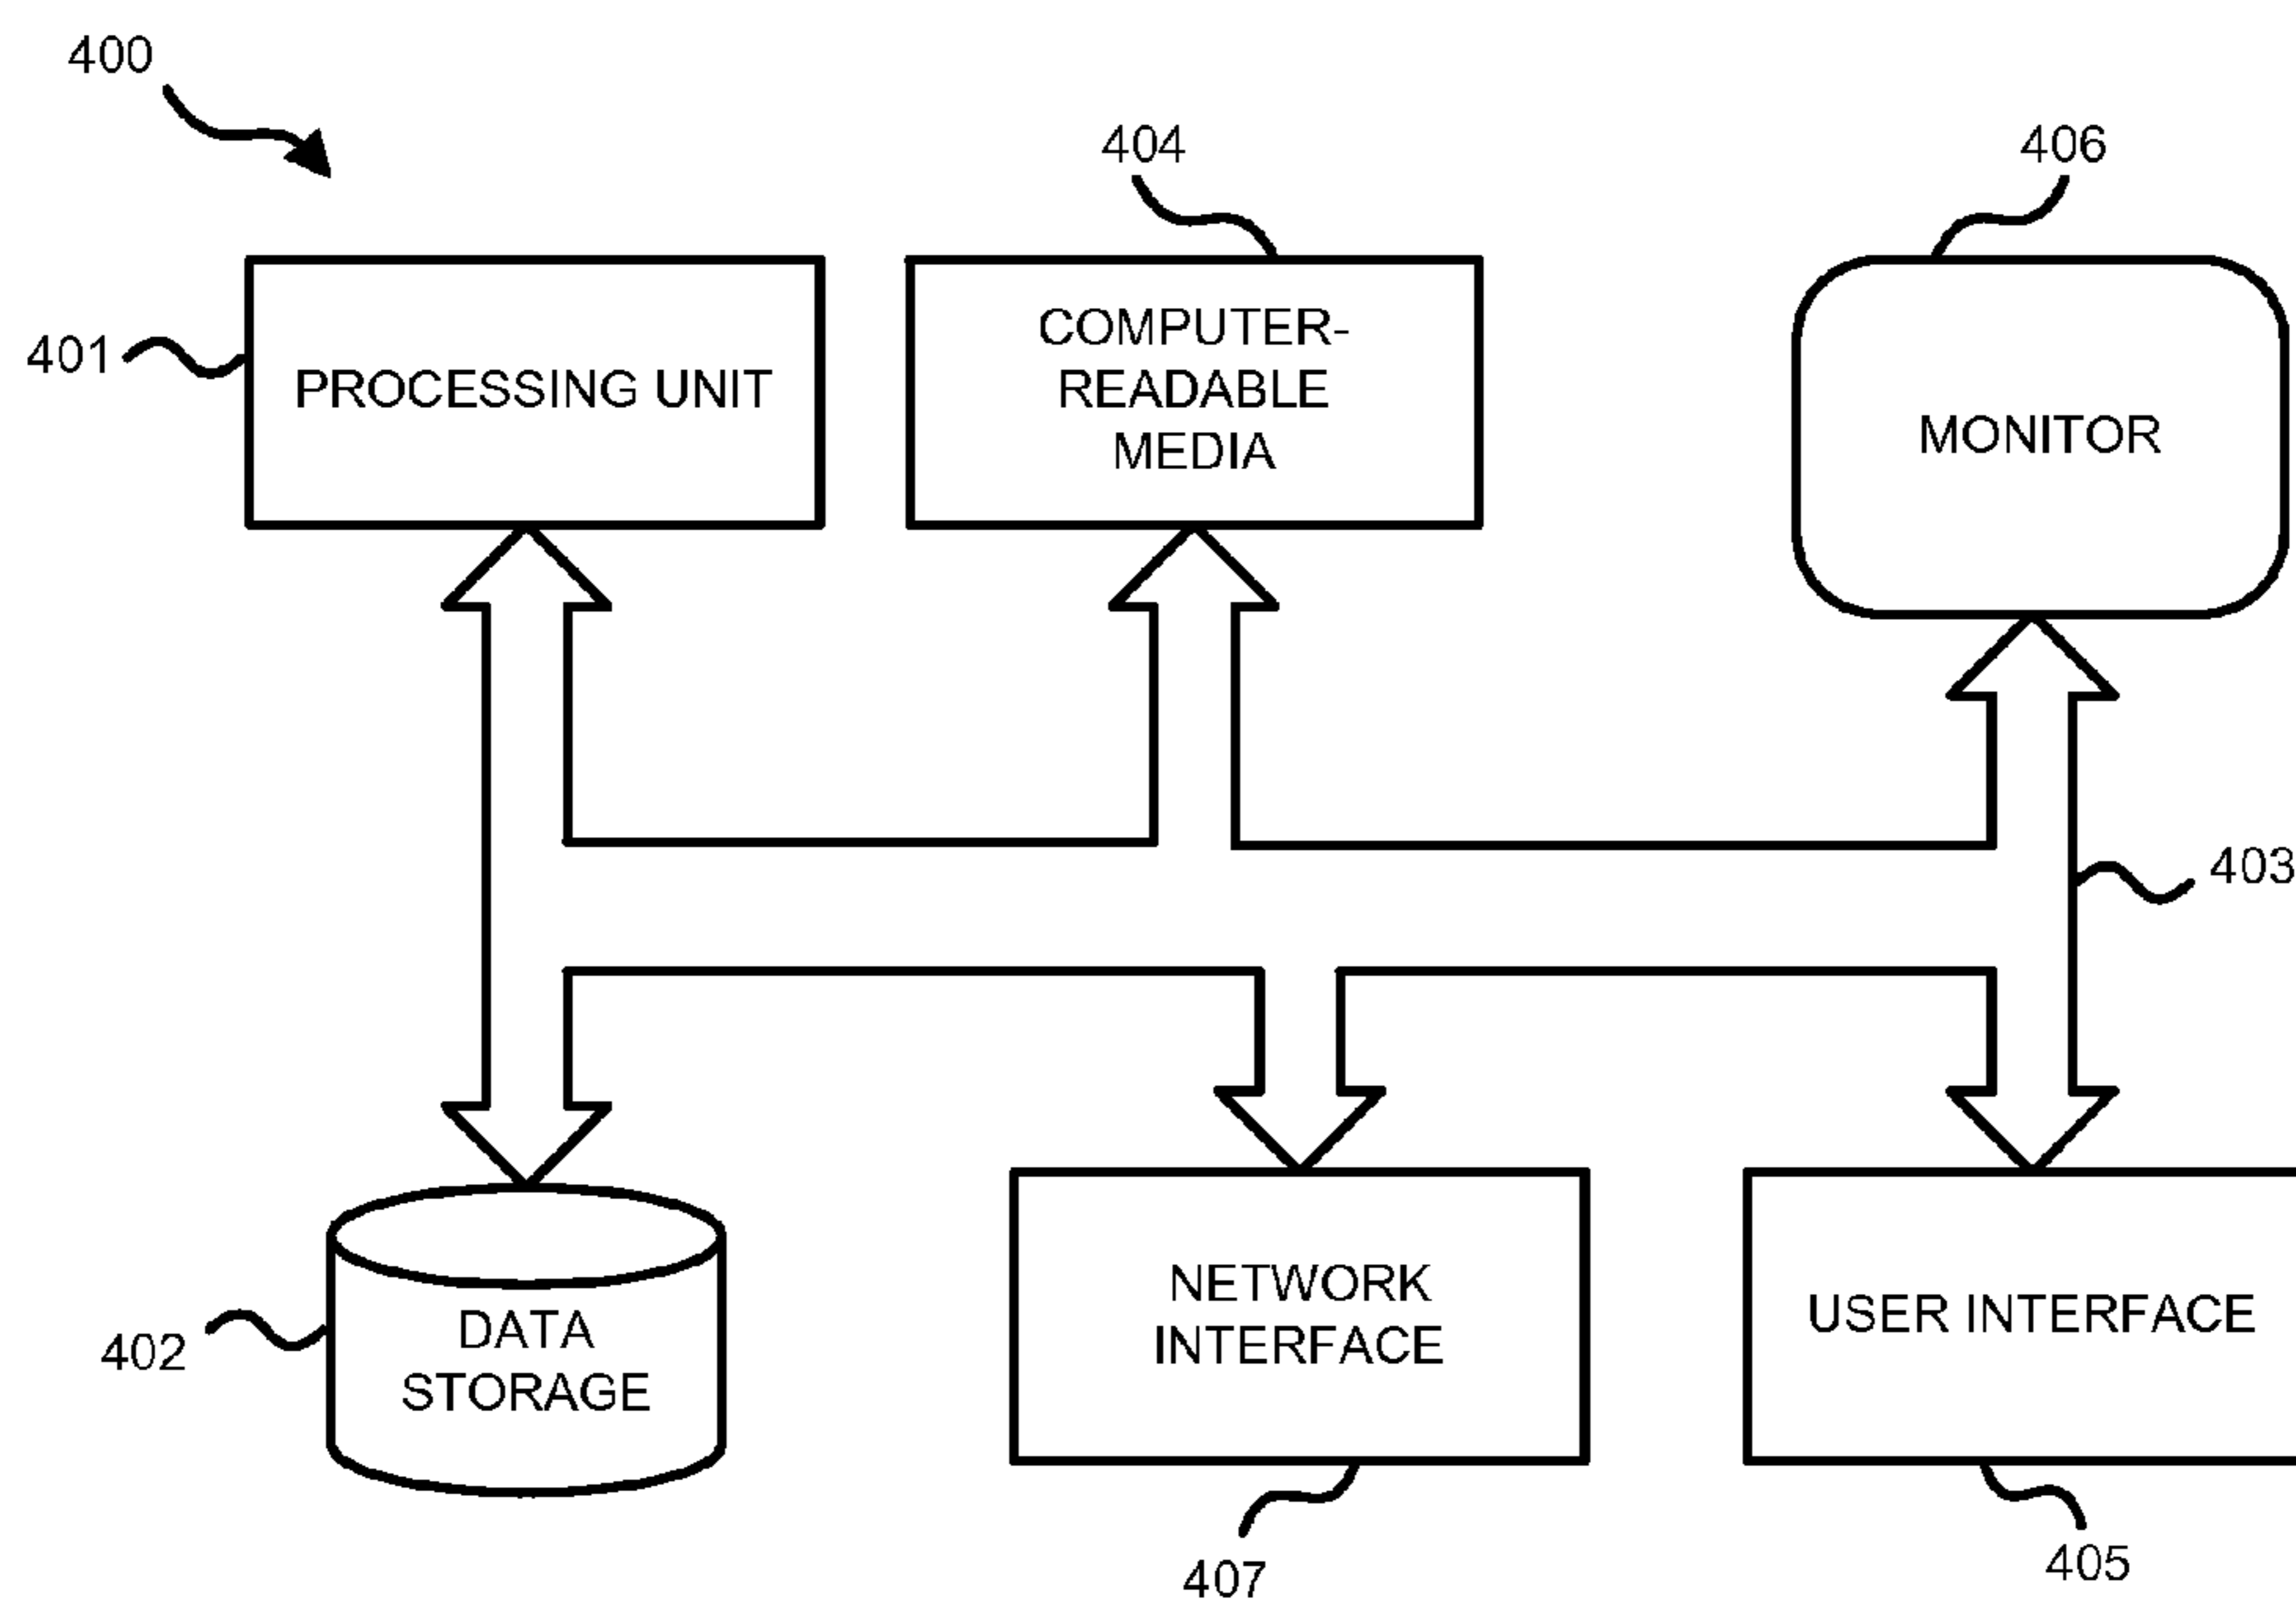 400
404
406
401
PROCESSING UNIT
COMPUTER-
READABLE
MEDIA
MONITOR
403
402
DATA
STORAGE
NETWORK
INTERFACE
USER INTERFACE
407
405